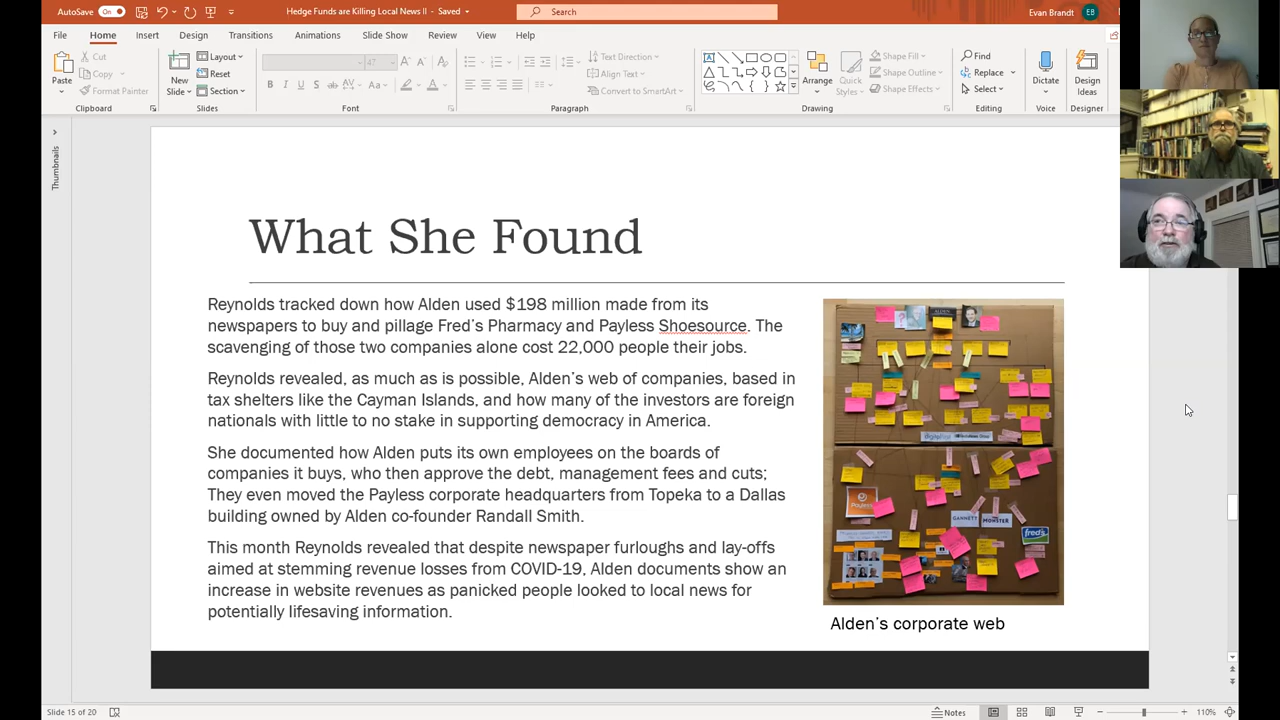 AutoSave On
Hedge Funds are Killing Local News II - Saved
Search
Evan Brandt
EB
File Home Insert Design Transitions Animations Slide Show Review View Help
Paste
Cut
Copy
Format Painter
Clipboard
New
Slide
Layout
Reset
Section
Slides
47
Font
Text Direction
Align Text
Convert to SmartArt
Paragraph
Arrange
Quick
Styles
Shape Fill
Shape Outline
Shape Effects
Drawing
Find
Replace
Select
Editing
Dictate
Voice
Design
Ideas
Designer
Thumbnails
What She Found
Reynolds tracked down how Alden used $198 million made from its
newspapers to buy and pillage Fred's Pharmacy and Payless Shoesource. The
scavenging of those two companies alone cost 22,000 people their jobs.
Reynolds revealed, as much as is possible, Alden's web of companies, based in
tax shelters like the Cayman Islands, and how many of the investors are foreign
nationals with little to no stake in supporting democracy in America.
She documented how Alden puts its own employees on the boards of
companies it buys, who then approve the debt, management fees and cuts;
They even moved the Payless corporate headquarters from Topeka to a Dallas
building owned by Alden co-founder Randall Smith.
This month Reynolds revealed that despite newspaper furloughs and lay-offs
aimed at stemming revenue losses from COVID-19, Alden documents show an
increase in website revenues as panicked people looked to local news for
potentially lifesaving information.
Payless
GANNETT
MONSTER
fred's
Alden's corporate web
Slide 15 of 20
Notes
110%